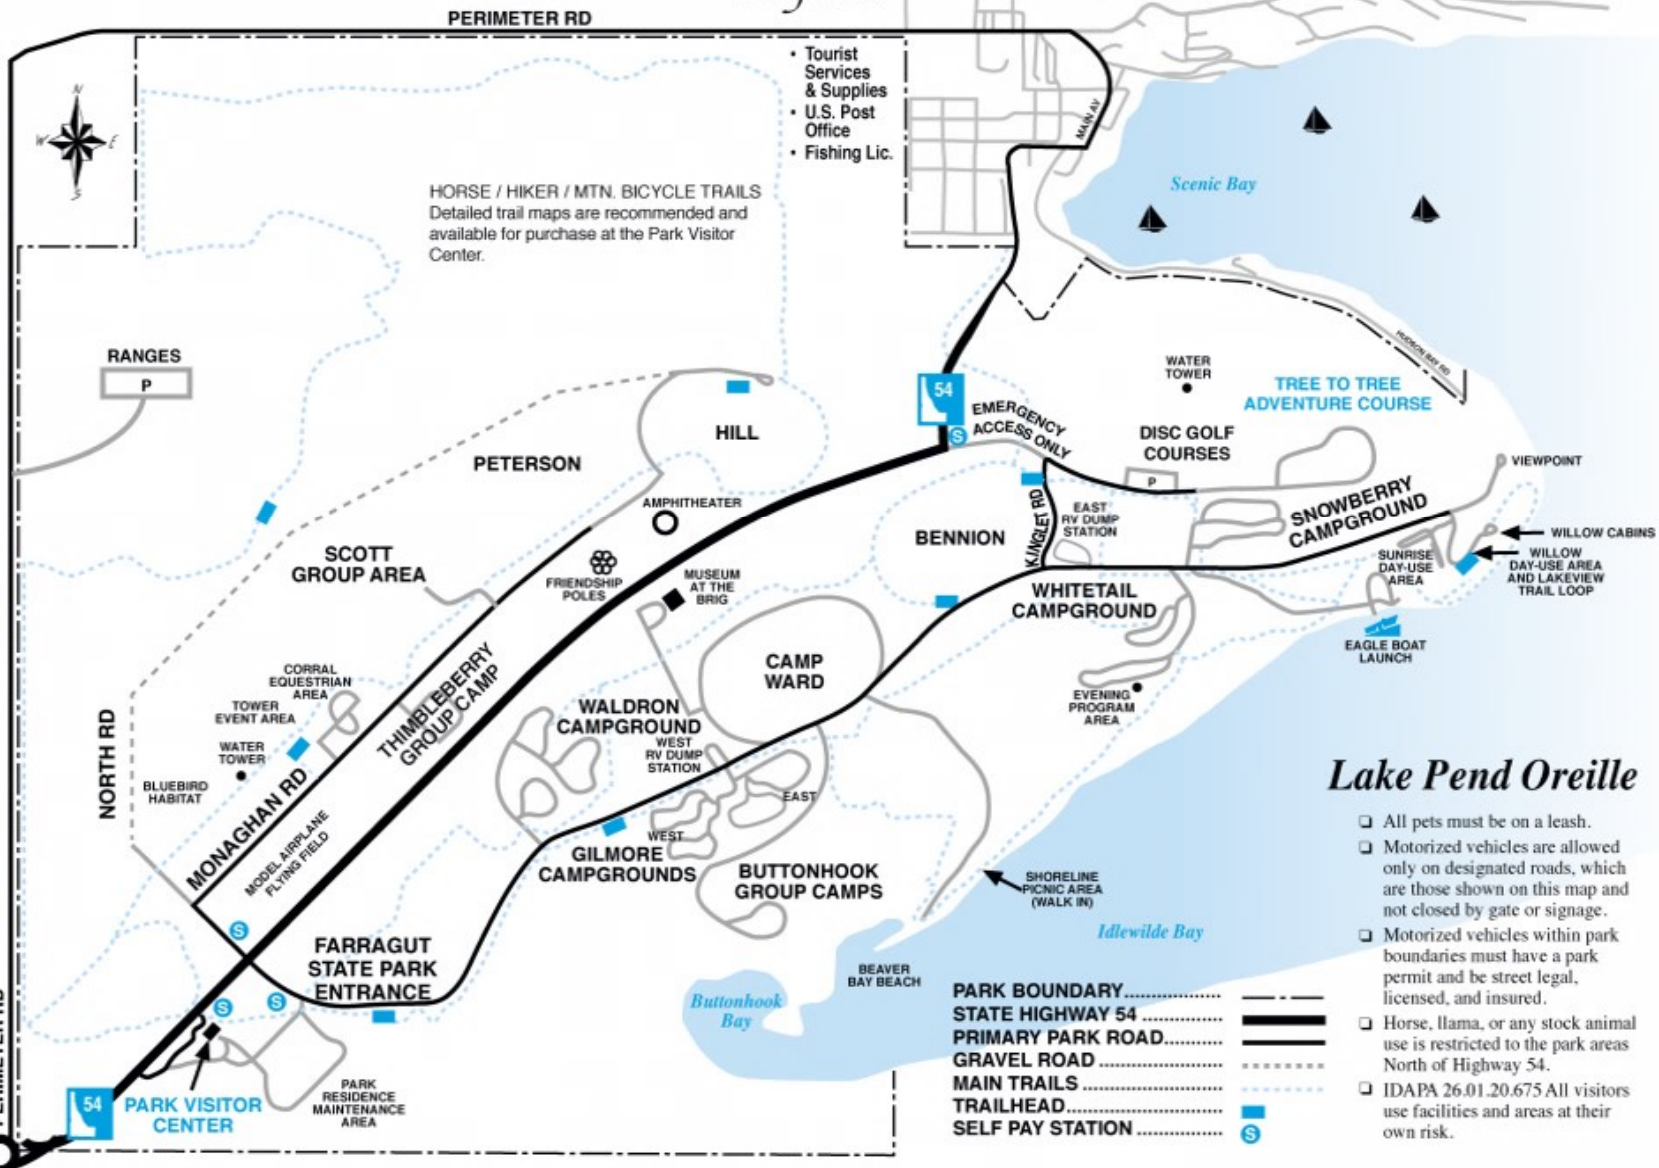 PERIMETER RD
• Tourist
Services
& Supplies
• U.S. Post
Office
• Fishing Lic.
MAIN AV
N
W
E
S
Scenic Bay
HORSE / HIKER / MTN. BICYCLE TRAILS
Detailed trail maps are recommended and
available for purchase at the Park Visitor
Center.
HUDSON BAY RD
RANGES
P
WATER
TOWER
TREE TO TREE
ADVENTURE COURSE
54
S
EMERGENCY
ACCESS ONLY
DISC GOLF
COURSES
P
HILL
PETERSON
VIEWPOINT
AMPHITHEATER
KINGLET RD
EAST
RV DUMP
STATION
SNOWBERRY
CAMPGROUND
BENNION
WILLOW CABINS
SCOTT
GROUP AREA
FRIENDSHIP
POLES
MUSEUM
AT THE
BRIG
SUNRISE
DAY-USE
AREA
WILLOW
DAY-USE AREA
AND LAKEVIEW
TRAIL LOOP
WHITETAIL
CAMPGROUND
EAGLE BOAT
LAUNCH
CORRAL
EQUESTRIAN
AREA
TOWER
EVENT AREA
THIMBLEBERRY
GROUP CAMP
CAMP
WARD
EVENING
PROGRAM
AREA
WALDRON
CAMPGROUND
WEST
RV DUMP
STATION
NORTH RD
WATER
TOWER
BLUEBIRD
HABITAT
MONAGHAN RD
MODEL AIRPLANE
FLYING FIELD
EAST
WEST
GILMORE
CAMPGROUNDS
BUTTONHOOK
GROUP CAMPS
SHORELINE
PICNIC AREA
(WALK IN)
Idlewilde Bay
S
FARRAGUT
STATE PARK
ENTRANCE
BEAVER
BAY BEACH
Buttonhook
Bay
S
S
PERIMETER RD
54
PARK VISITOR
CENTER
PARK
RESIDENCE
MAINTENANCE
AREA
PARK BOUNDARY
STATE HIGHWAY 54
PRIMARY PARK ROAD
GRAVEL ROAD
MAIN TRAILS
TRAILHEAD
SELF PAY STATION
S
Lake Pend Oreille
❏ All pets must be on a leash.
❏ Motorized vehicles are allowed
only on designated roads, which
are those shown on this map and
not closed by gate or signage.
❏ Motorized vehicles within park
boundaries must have a park
permit and be street legal,
licensed, and insured.
❏ Horse, llama, or any stock animal
use is restricted to the park areas
North of Highway 54.
❏ IDAPA 26.01.20.675 All visitors
use facilities and areas at their
own risk.